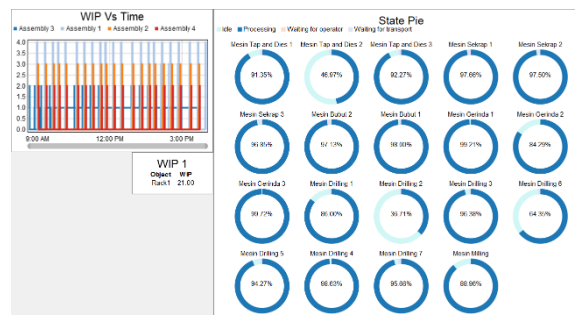 WIP Vs Time
Assembly 3 Assembly 1 Assembly 2 Assembly 4
4.0
3.5
3.0
2.5
2.0
1.5
1.0
0.5
0.0
9:00 AM 12:00 PM 3:00 PM
WIP 1
Object WIP
Rack1 21.00
State Pie
Idle Processing Waiting for operator Waiting for transport
Mesin Tap and Dies 1 Mesin Tap and Dies 2 Mesin Tap and Dies 3 Mesin Sekrap 1 Mesin Sekrap 2
91.35% 46.97% 92.27% 97.66% 97.50%
Mesin Sekrap 3 Mesin Bubut 2 Mesin Bubut 1 Mesin Gerinda 1 Mesin Gerinda 2
96.85% 97.13% 98.00% 99.21% 84.29%
Mesin Gerinda 3 Mesin Drilling 1 Mesin Drilling 2 Mesin Drilling 3 Mesin Drilling 6
99.72% 86.00% 36.71% 96.38% 64.35%
Mesin Drilling 5 Mesin Drilling 4 Mesin Drilling 7 Mesin Milling
94.27% 98.63% 95.66% 88.96%